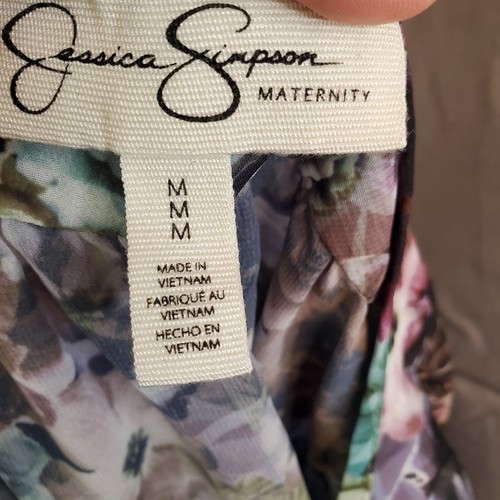 Jessica Simpson
MATERNITY
M
M
M
MADE IN
VIETNAM
FABRIQUÉ AU
VIETNAM
HECHO EN
VIETNAM